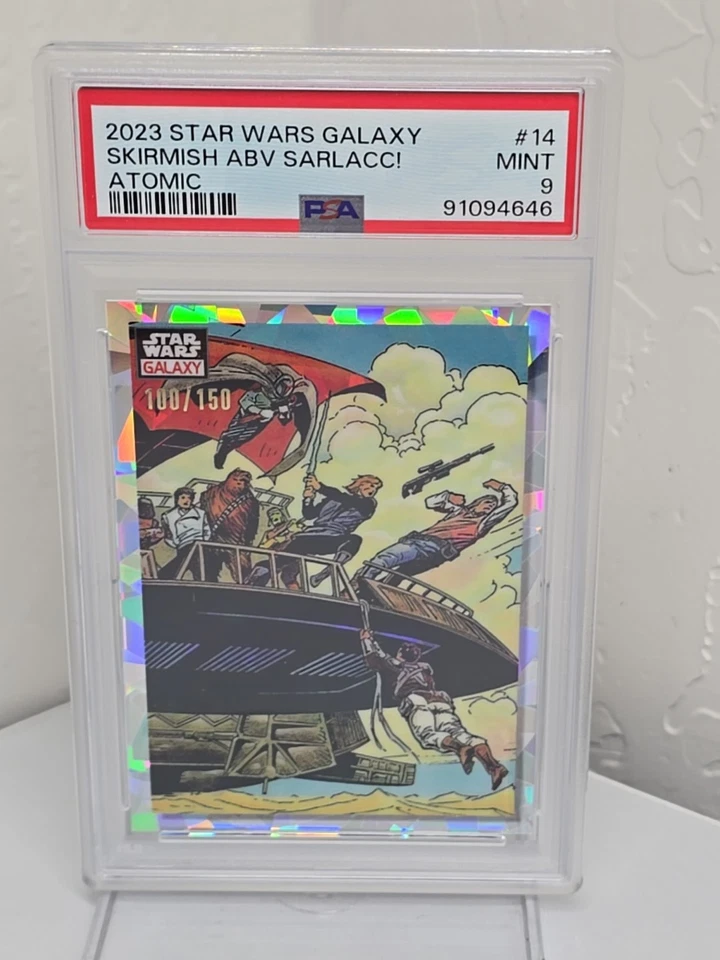 2023 STAR WARS GALAXY #14
SKIRMISH ABV SARLACC! MINT
ATOMIC 9
PSA 91094646
STAR
WARS
GALAXY
100/150